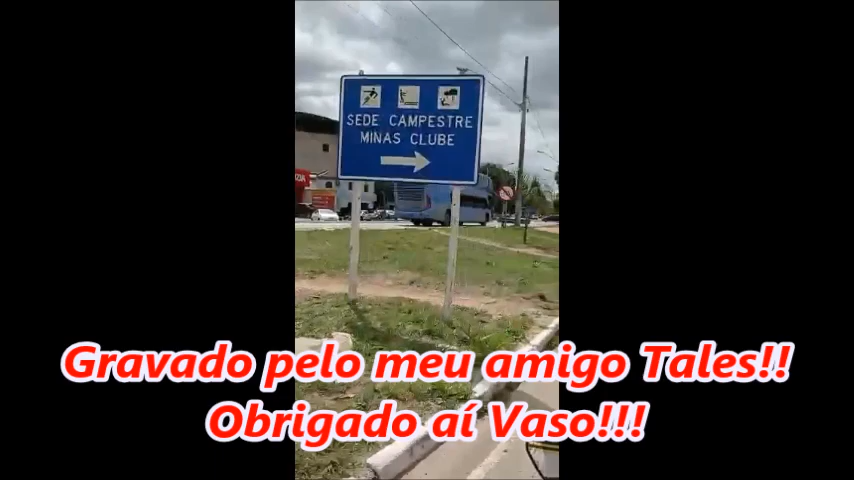 SEDE CAMPESTRE
MINAS CLUBE
Gravado pelo meu amigo Tales!!
Obrigado aí Vaso!!!